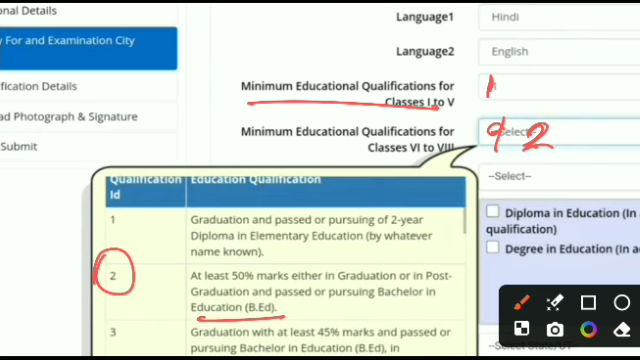 onal Details
y For and Examination City
fication Details
ad Photograph & Signature
Submit
Language1 Hindi
Language2 English
Minimum Educational Qualifications for
Classes I to V 1
Minimum Educational Qualifications for
Classes VI to VIII --Select-- 2
--Select--
Qualification Id Education Qualification
1 Graduation and passed or pursuing of 2-year
Diploma in Elementary Education (by whatever
name known).
2 At least 50% marks either in Graduation or in Post-
Graduation and passed or pursuing Bachelor in
Education (B.Ed).
3 Graduation with at least 45% marks and passed or
pursuing Bachelor in Education (B.Ed), in
Diploma in Education (In a
qualification)
Degree in Education (In a